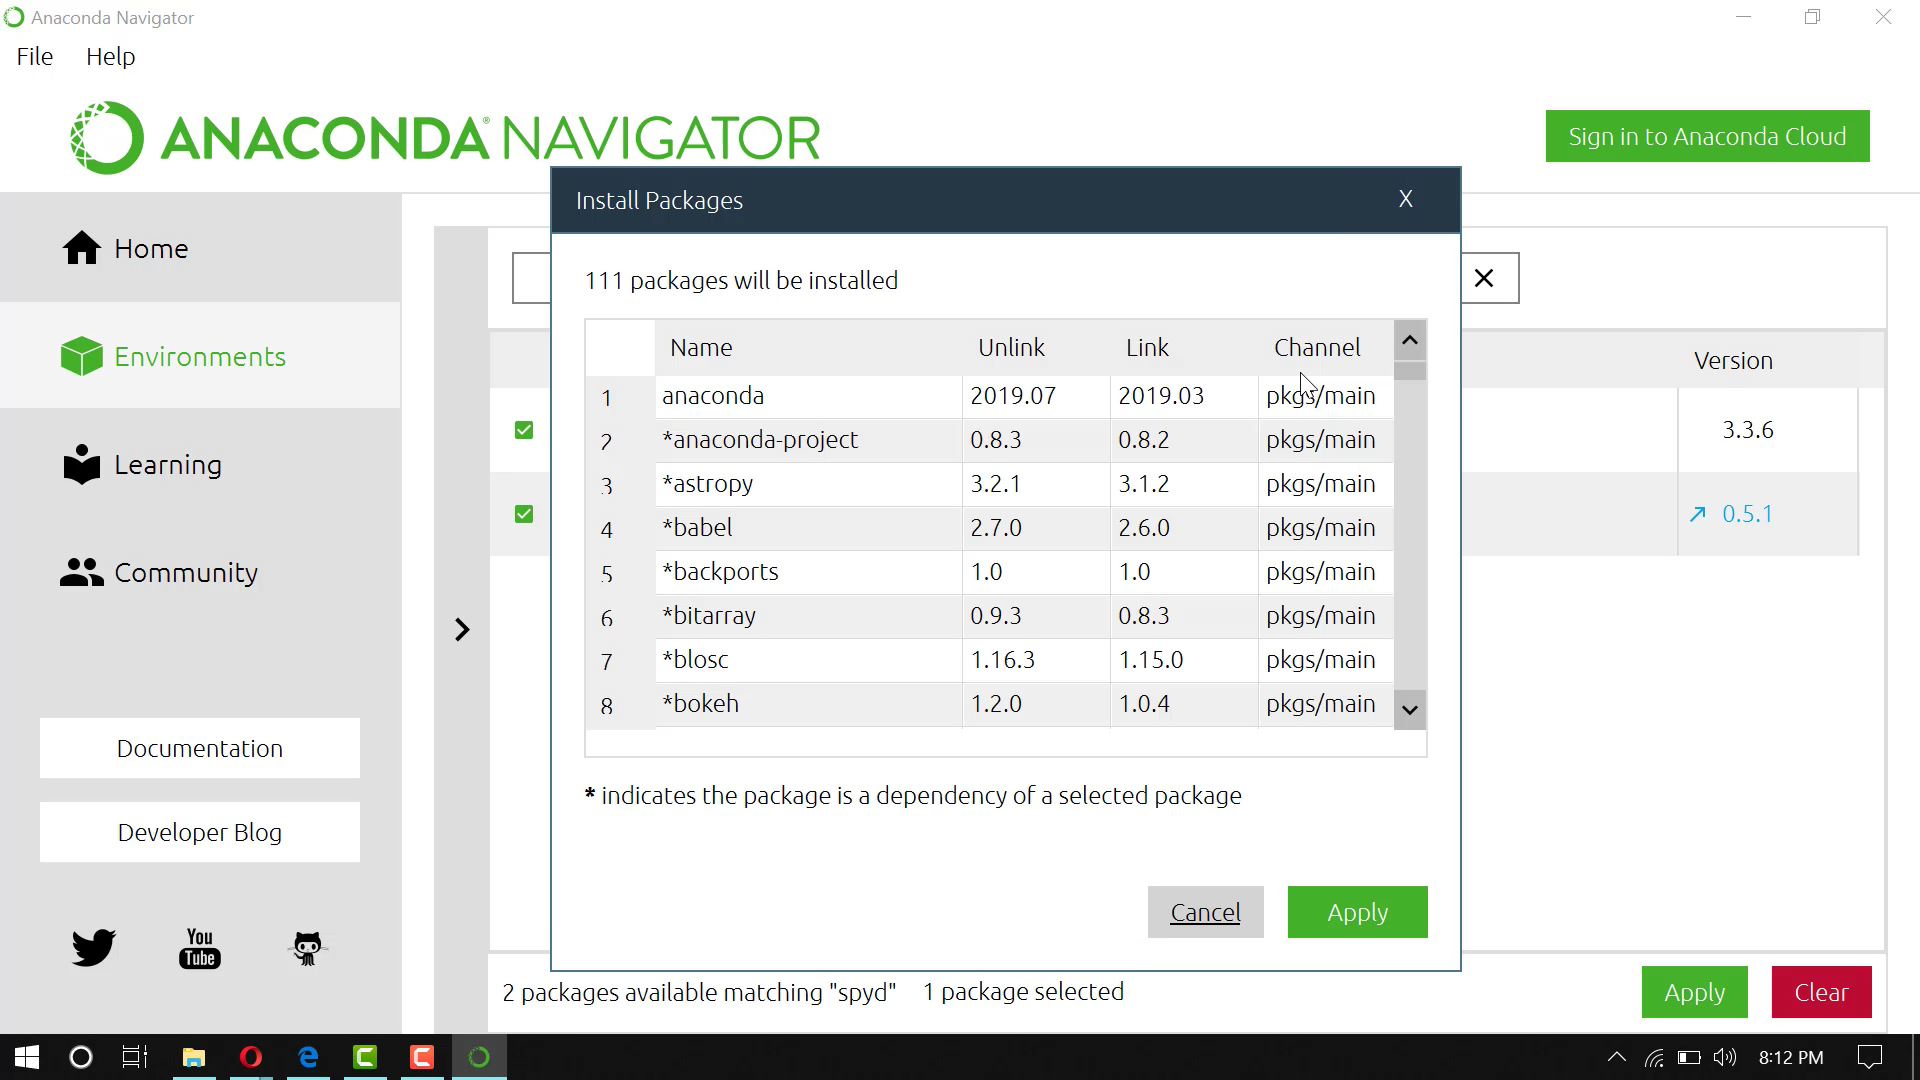 Anaconda Navigator
File Help
ANACONDA® NAVIGATOR
Sign in to Anaconda Cloud
Home
Environments
Learning
Community
Documentation
Developer Blog
You
Tube
Install Packages X
111 packages will be installed
Name Unlink Link Channel
1 anaconda 2019.07 2019.03 pkgs/main
2 *anaconda-project 0.8.3 0.8.2 pkgs/main
3 *astropy 3.2.1 3.1.2 pkgs/main
4 *babel 2.7.0 2.6.0 pkgs/main
5 *backports 1.0 1.0 pkgs/main
6 *bitarray 0.9.3 0.8.3 pkgs/main
7 *blosc 1.16.3 1.15.0 pkgs/main
8 *bokeh 1.2.0 1.0.4 pkgs/main
* indicates the package is a dependency of a selected package
Cancel Apply
Version
3.3.6
0.5.1
2 packages available matching "spyd" 1 package selected
Apply Clear
8:12 PM